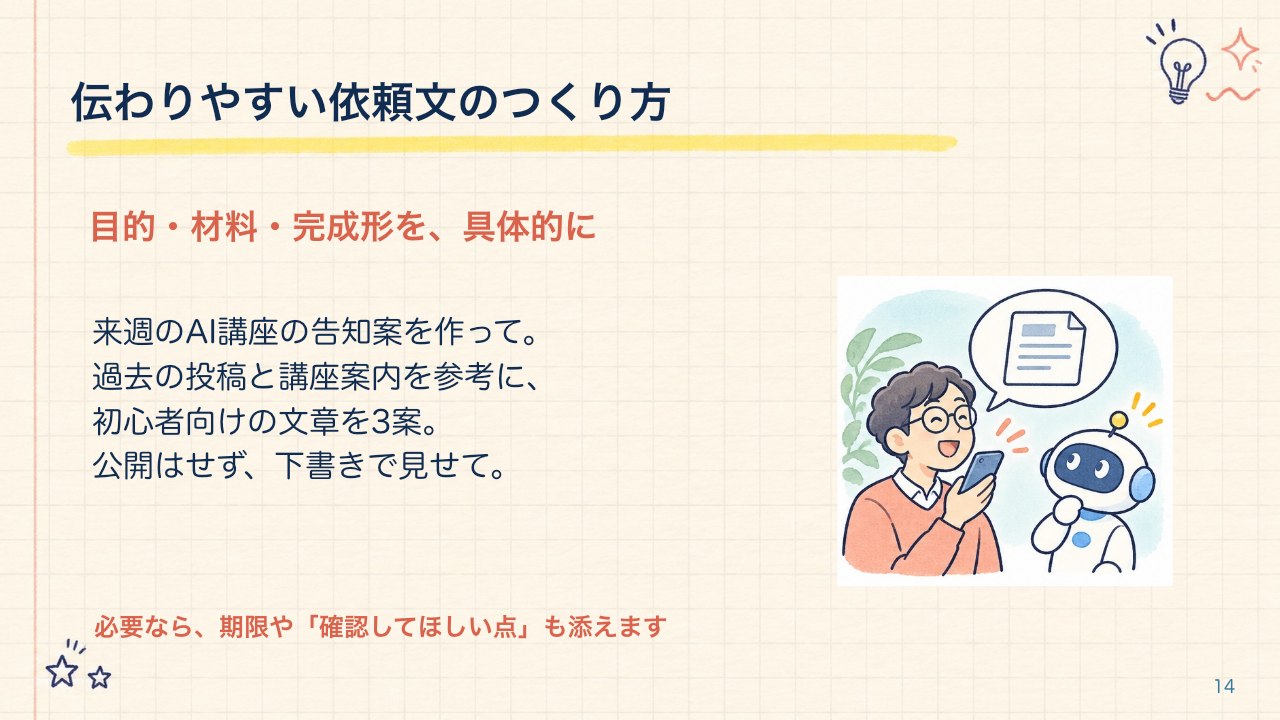 伝わりやすい依頼文のつくり方
目的・材料・完成形を、具体的に
来週のAI講座の告知案を作って。
過去の投稿と講座案内を参考に、
初心者向けの文章を3案。
公開はせず、下書きで見せて。
必要なら、期限や「確認してほしい点」も添えます
14